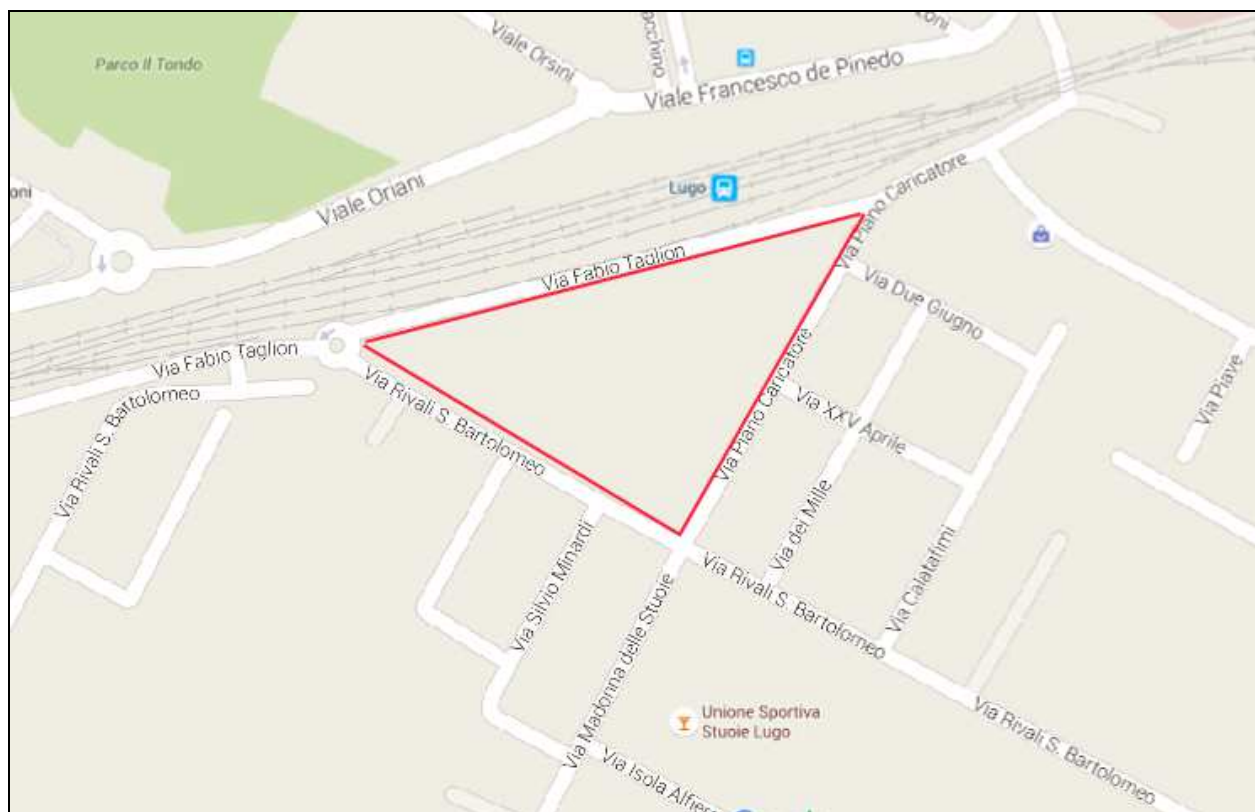 Parco Il Tondo
Viale Orsini
Viale Francesco de Pinedo
Viale Oriani
oni
Lugo
Via Piano Caricatore
Via Fabio Taglion
Via Due Giugno
Via Fabio Taglion
Via Piano Caricatore
Via Piave
Via Rivali S. Bartolomeo
Via Rivali S. Bartolomeo
Via XXV Aprile
Via dei Mille
Via Calatafimi
Via Silvio Minardi
Via Rivali S. Bartolomeo
Via Madonna delle Stuoie
Unione Sportiva
Stuoie Lugo
Via Rivali S. Bartolomeo
Via Isola Alfier